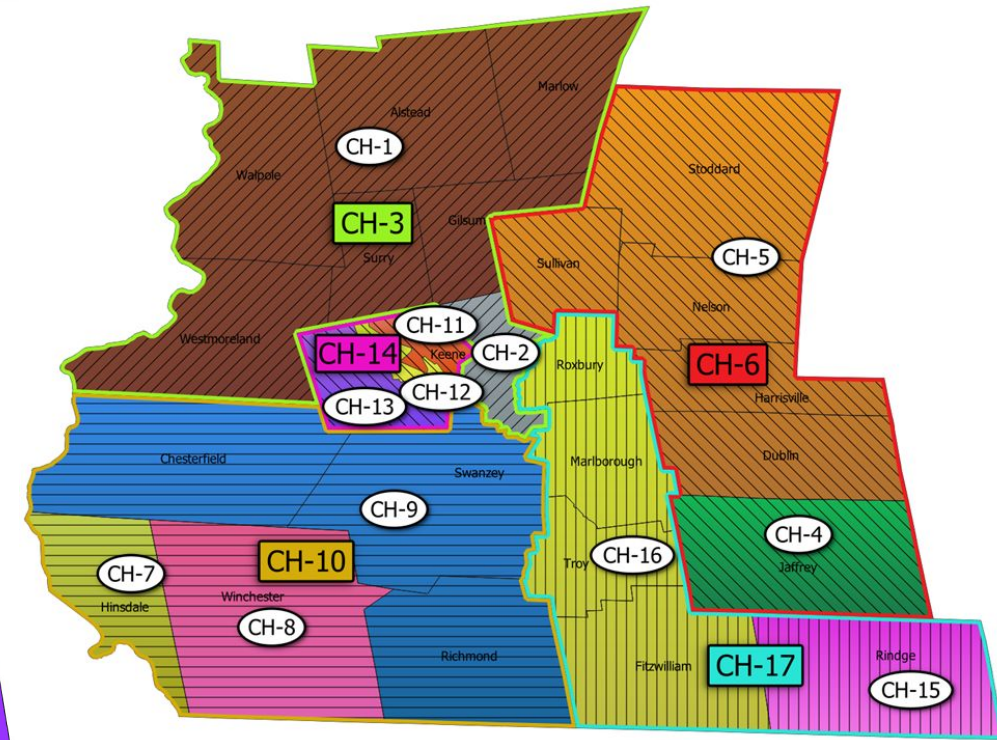 Marlow
Alstead
CH-1
Walpole
Stoddard
CH-3
Gilsum
Surry
CH-5
Sullivan
Nelson
Westmoreland
CH-11
CH-14
Keene
CH-2
Roxbury
CH-6
CH-12
CH-13
Harrisville
Chesterfield
Swanzey
Marlborough
Dublin
CH-9
CH-4
CH-10
Troy
CH-16
Jaffrey
CH-7
Hinsdale
Winchester
CH-8
Richmond
Fitzwilliam
CH-17
Rindge
CH-15